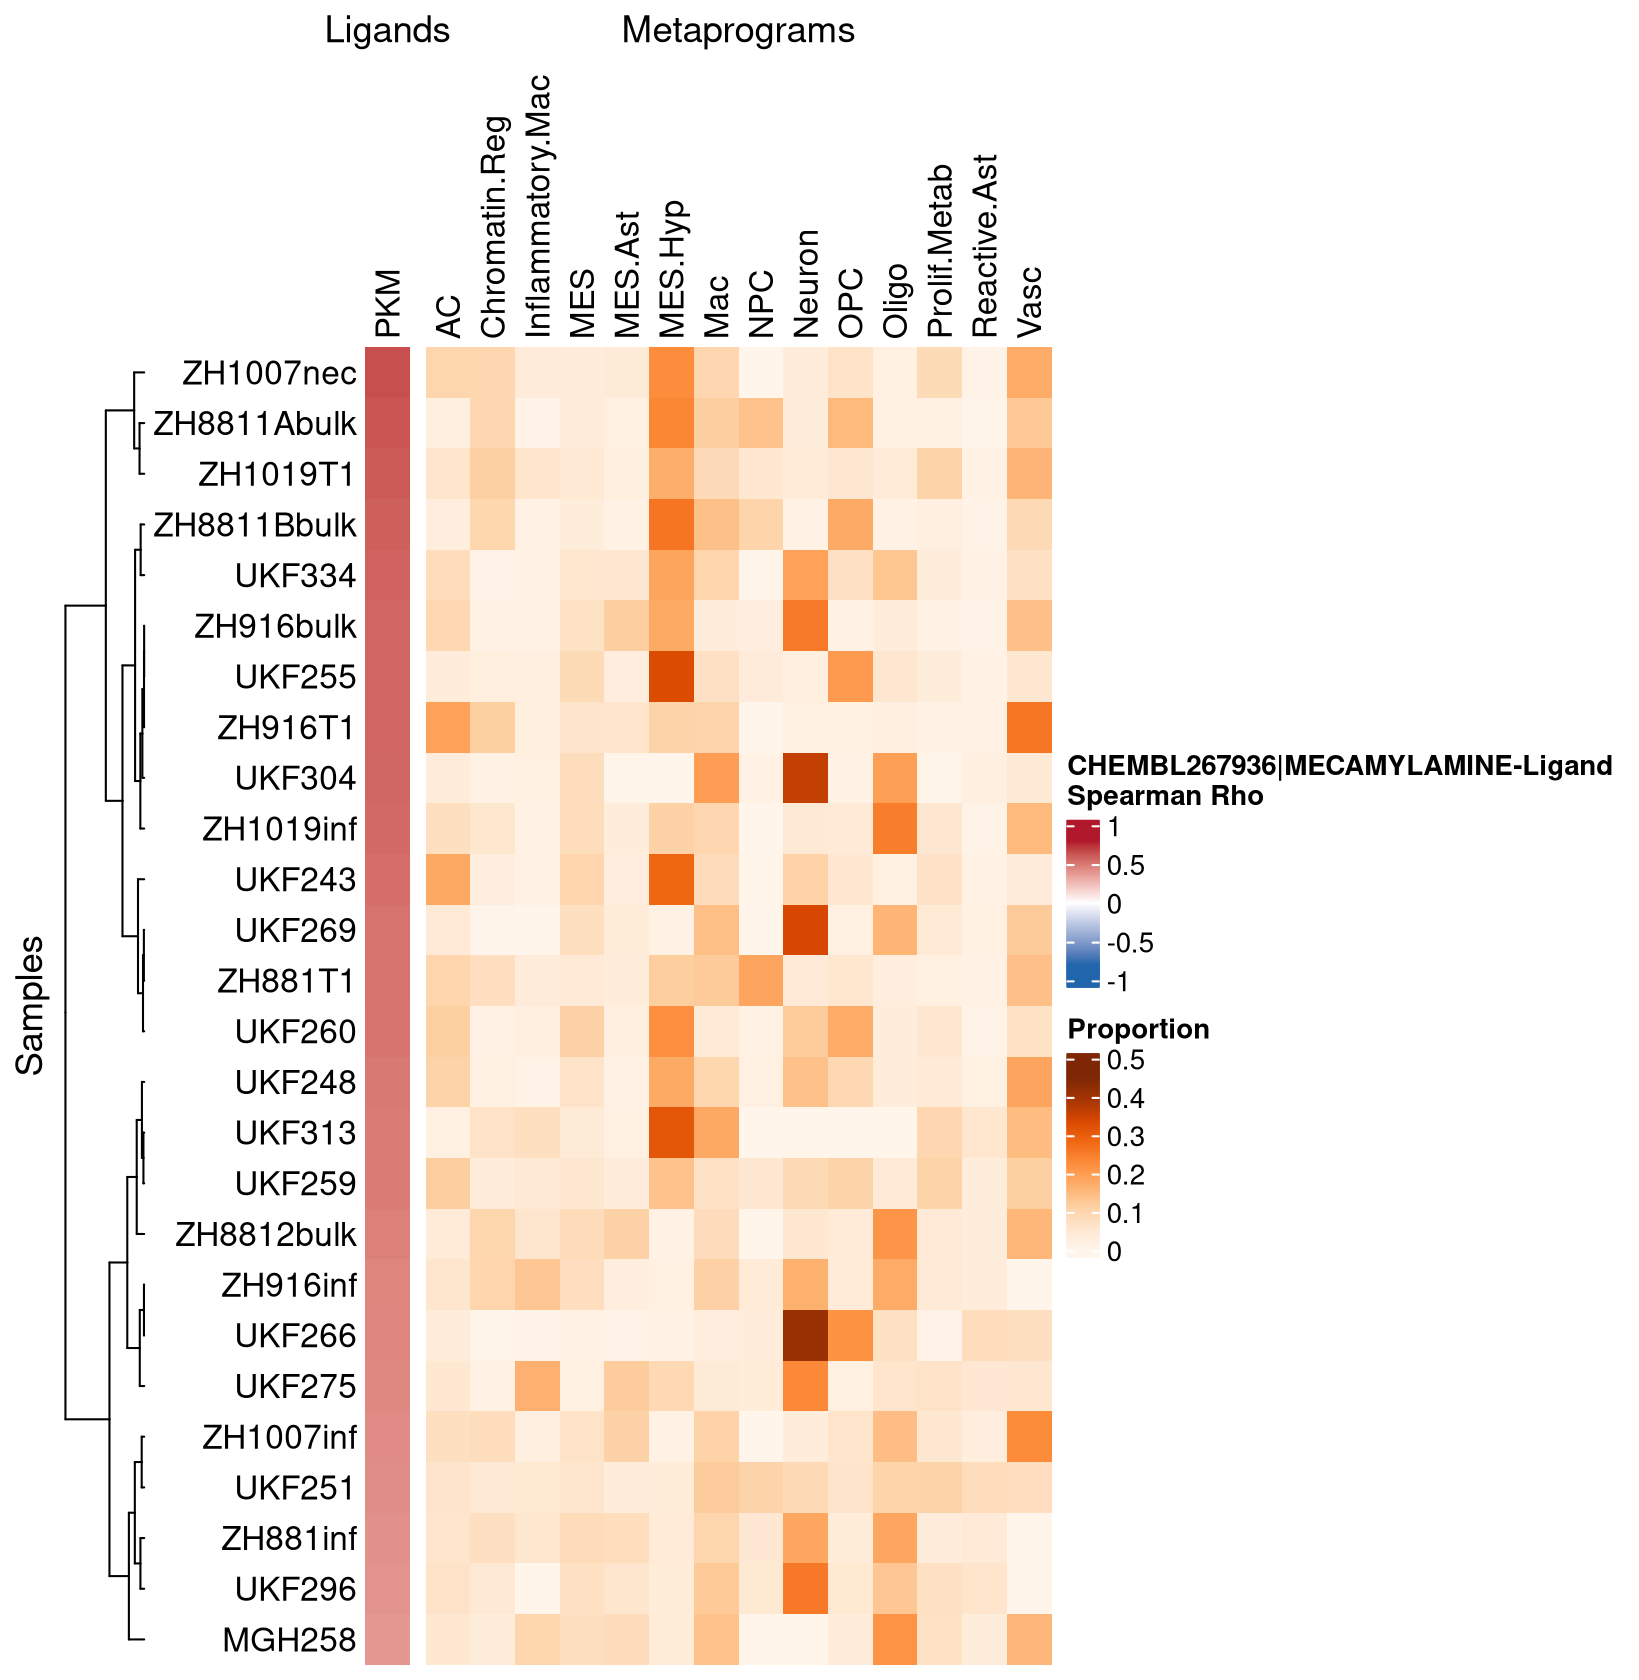 Ligands
Metaprograms
PKM
AC
Chromatin.Reg
Inflammatory.Mac
MES
MES.Ast
MES.Hyp
Mac
NPC
Neuron
OPC
Oligo
Prolif.Metab
Reactive.Ast
Vasc
Samples
ZH1007nec
ZH8811Abulk
ZH1019T1
ZH8811Bbulk
UKF334
ZH916bulk
UKF255
ZH916T1
UKF304
ZH1019inf
UKF243
UKF269
ZH881T1
UKF260
UKF248
UKF313
UKF259
ZH8812bulk
ZH916inf
UKF266
UKF275
ZH1007inf
UKF251
ZH881inf
UKF296
MGH258
CHEMBL267936|MECAMYLAMINE-Ligand
Spearman Rho
1
0.5
0
-0.5
-1
Proportion
0.5
0.4
0.3
0.2
0.1
0